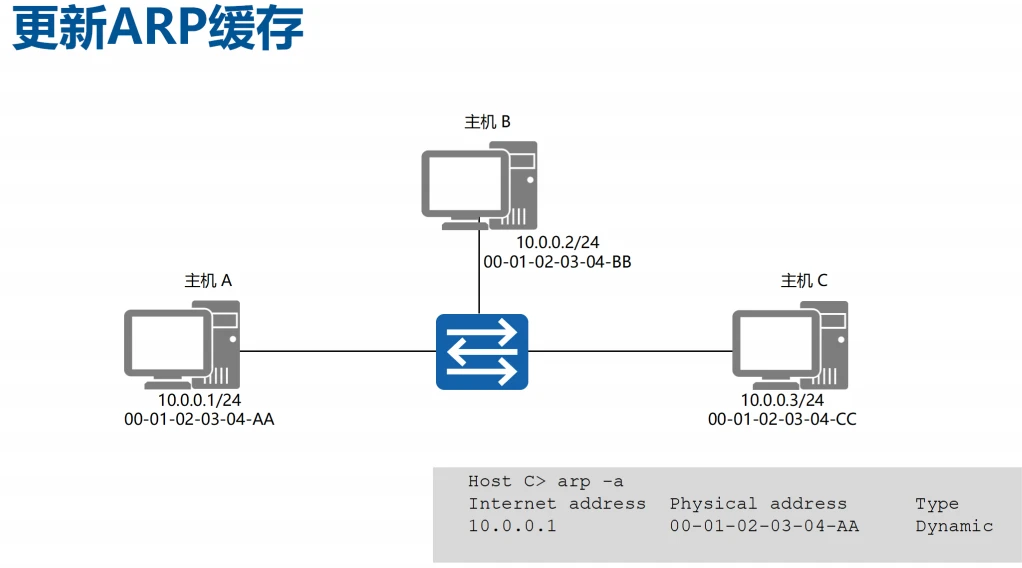 更新ARP缓存
主机 B
10.0.0.2/24
00-01-02-03-04-BB
主机 A
10.0.0.1/24
00-01-02-03-04-AA
主机 C
10.0.0.3/24
00-01-02-03-04-CC
Host C> arp -a
Internet address Physical address Type
10.0.0.1 00-01-02-03-04-AA Dynamic